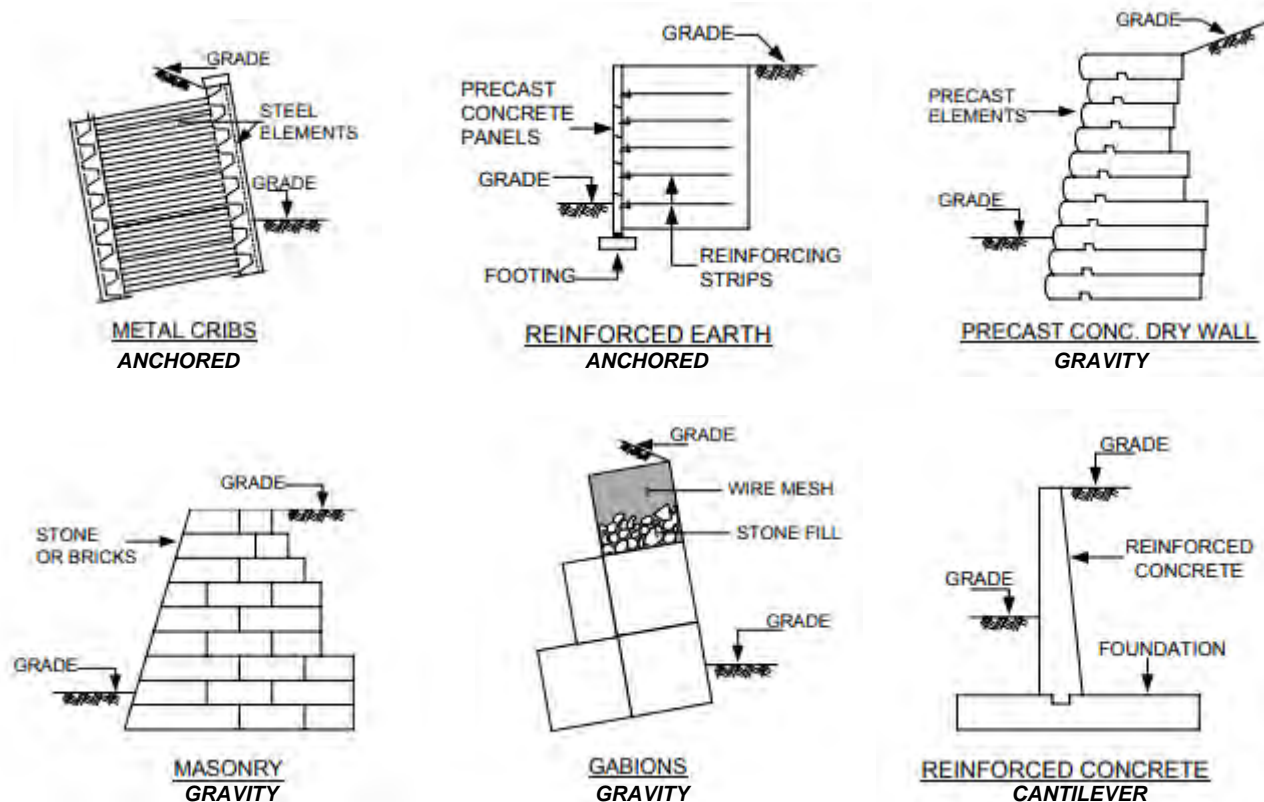 GRADE
STEEL
ELEMENTS
GRADE
METAL CRIBS
ANCHORED
GRADE
PRECAST
CONCRETE
PANELS
GRADE
FOOTING
REINFORCING
STRIPS
REINFORCED EARTH
ANCHORED
GRADE
PRECAST
ELEMENTS
GRADE
PRECAST CONC. DRY WALL
GRAVITY
GRADE
STONE
OR BRICKS
GRADE
MASONRY
GRAVITY
GRADE
WIRE MESH
STONE FILL
GRADE
GABIONS
GRAVITY
GRADE
REINFORCED
CONCRETE
GRADE
FOUNDATION
REINFORCED CONCRETE
CANTILEVER